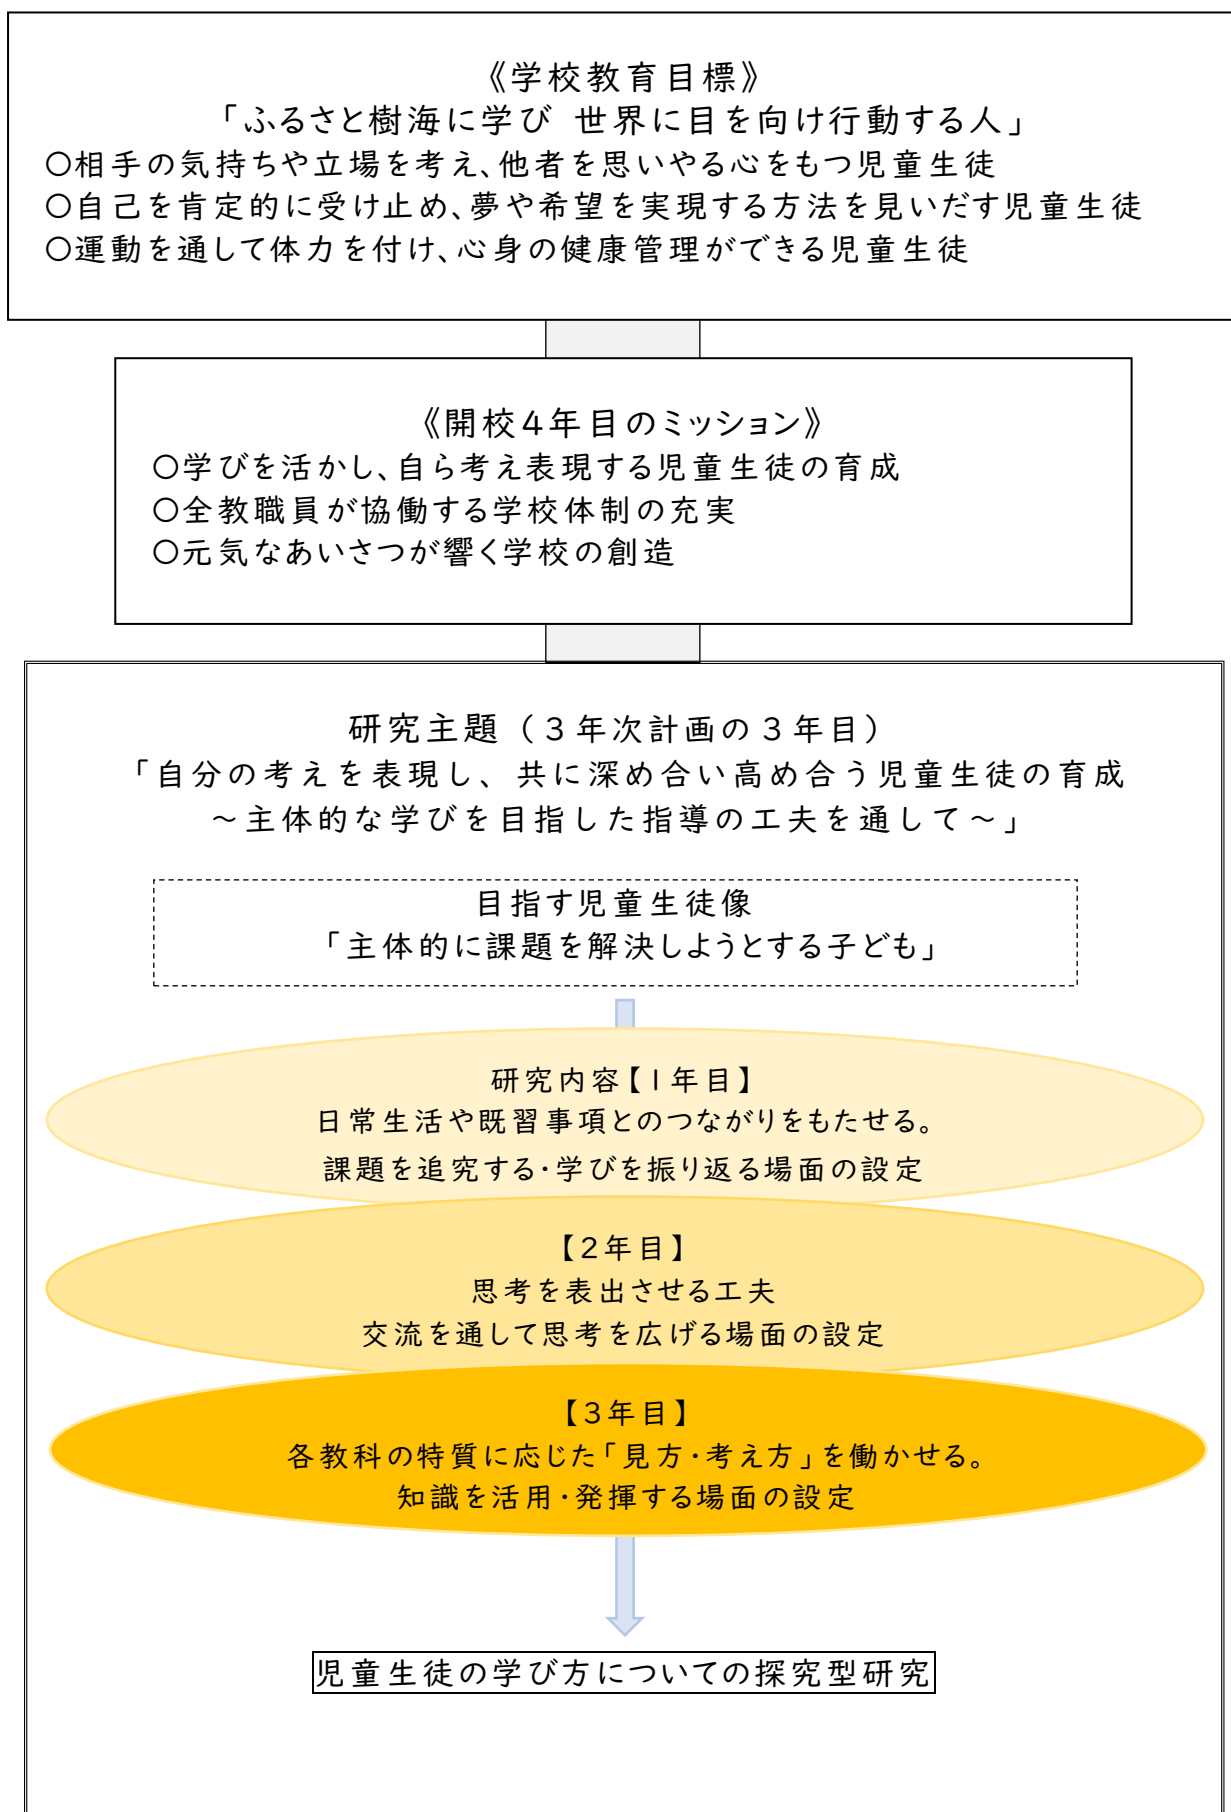 《学校教育目標》
「ふるさと樹海に学び 世界に目を向け行動する人」
〇相手の気持ちや立場を考え、他者を思いやる心をもつ児童生徒
〇自己を肯定的に受け止め、夢や希望を実現する方法を見いだす児童生徒
〇運動を通して体力を付け、心身の健康管理ができる児童生徒
《開校4年目のミッション》
〇学びを活かし、自ら考え表現する児童生徒の育成
〇全教職員が協働する学校体制の充実
〇元気なあいさつが響く学校の創造
研究主題（３年次計画の３年目）
「自分の考えを表現し、共に深め合い高め合う児童生徒の育成
～主体的な学びを目指した指導の工夫を通して～」
目指す児童生徒像
「主体的に課題を解決しようとする子ども」
研究内容【1年目】
日常生活や既習事項とのつながりをもたせる。
課題を追究する・学びを振り返る場面の設定
【2年目】
思考を表出させる工夫
交流を通して思考を広げる場面の設定
【3年目】
各教科の特質に応じた「見方・考え方」を働かせる。
知識を活用・発揮する場面の設定
児童生徒の学び方についての探究型研究